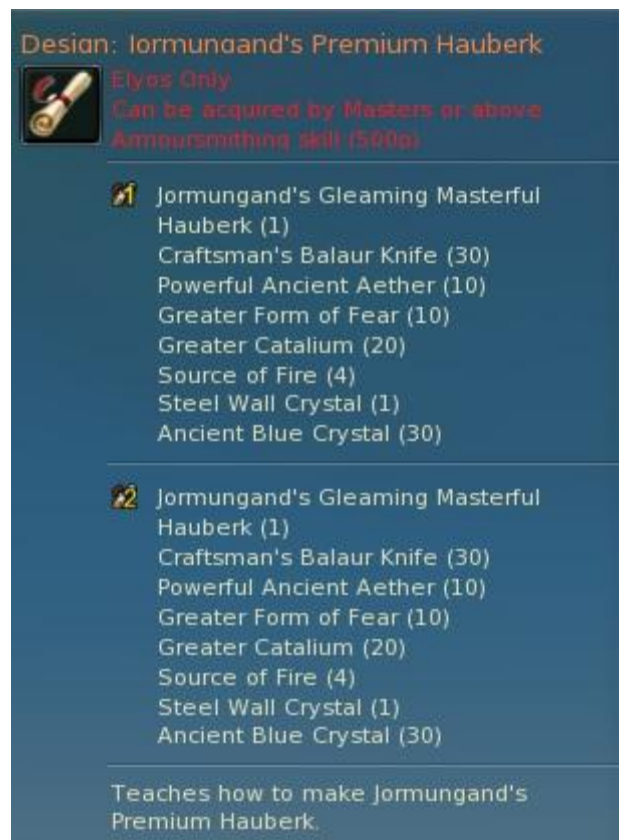 Design: Jormungand's Premium Hauberk
Elyos Only
Can be acquired by Masters or above
Armoursmithing skill (500p)
1 Jormungand's Gleaming Masterful
Hauberk (1)
Craftsman's Balaur Knife (30)
Powerful Ancient Aether (10)
Greater Form of Fear (10)
Greater Catalium (20)
Source of Fire (4)
Steel Wall Crystal (1)
Ancient Blue Crystal (30)
2 Jormungand's Gleaming Masterful
Hauberk (1)
Craftsman's Balaur Knife (30)
Powerful Ancient Aether (10)
Greater Form of Fear (10)
Greater Catalium (20)
Source of Fire (4)
Steel Wall Crystal (1)
Ancient Blue Crystal (30)
Teaches how to make Jormungand's
Premium Hauberk.